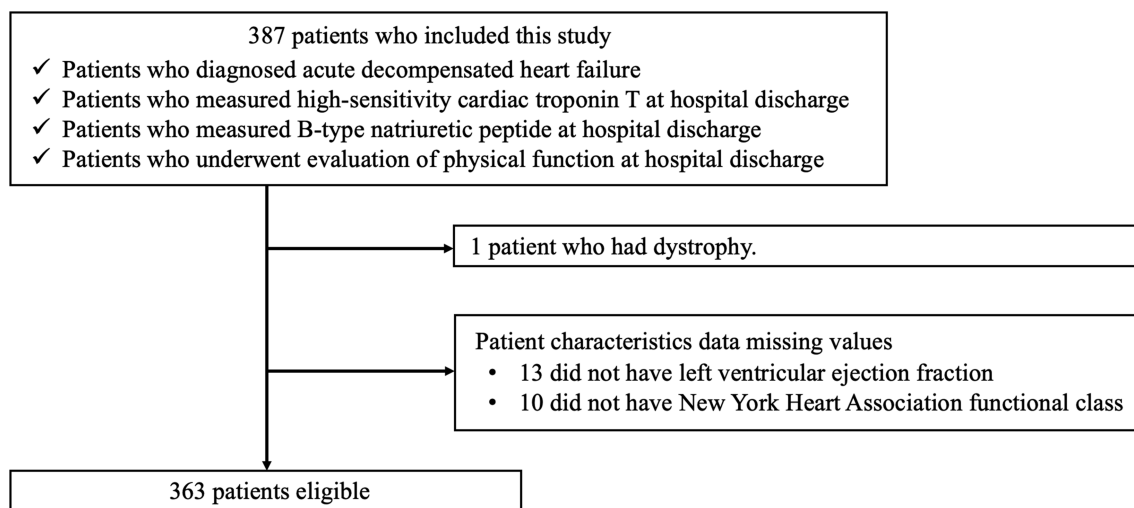 387 patients who included this study
✓ Patients who diagnosed acute decompensated heart failure
✓ Patients who measured high-sensitivity cardiac troponin T at hospital discharge
✓ Patients who measured B-type natriuretic peptide at hospital discharge
✓ Patients who underwent evaluation of physical function at hospital discharge
1 patient who had dystrophy.
Patient characteristics data missing values
• 13 did not have left ventricular ejection fraction
• 10 did not have New York Heart Association functional class
363 patients eligible